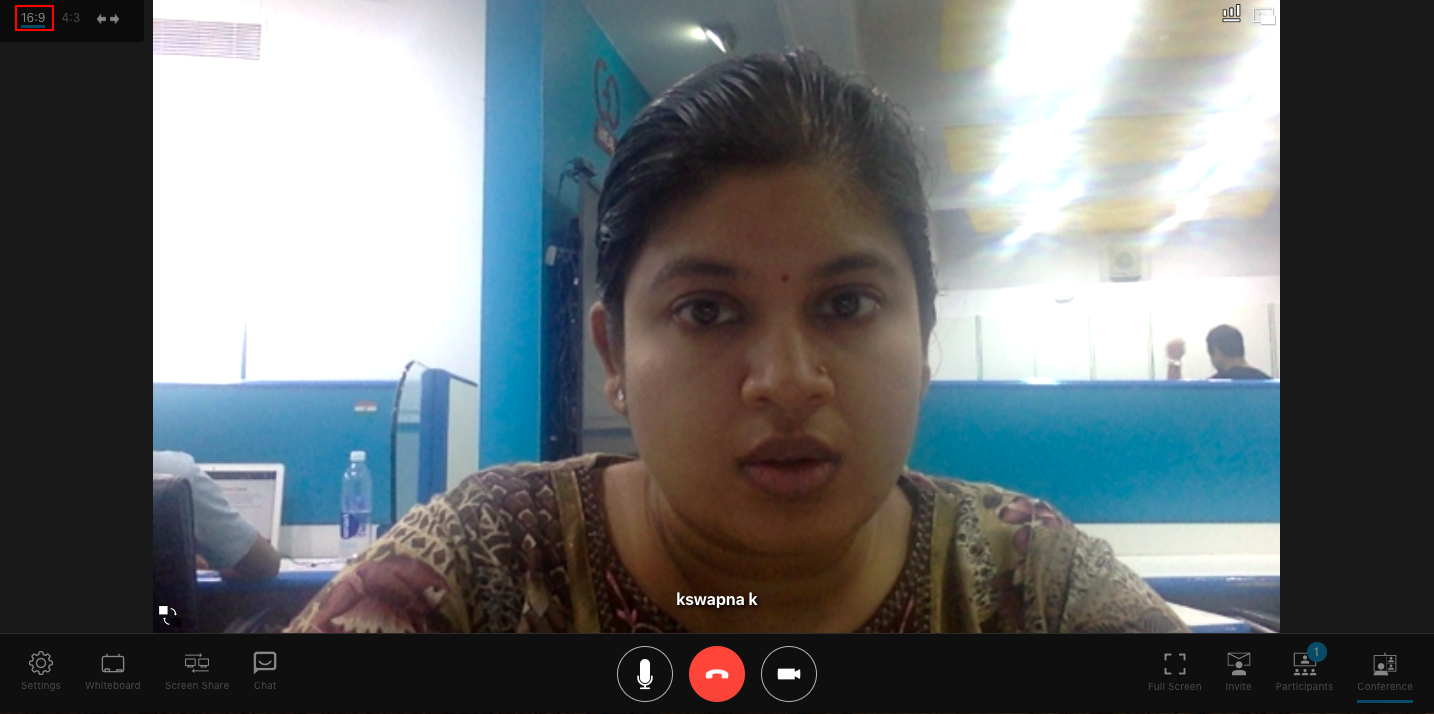 16:9 4:3
kswapna k
Settings Whiteboard Screen Share Chat Full Screen Invite 1 Participants Conference